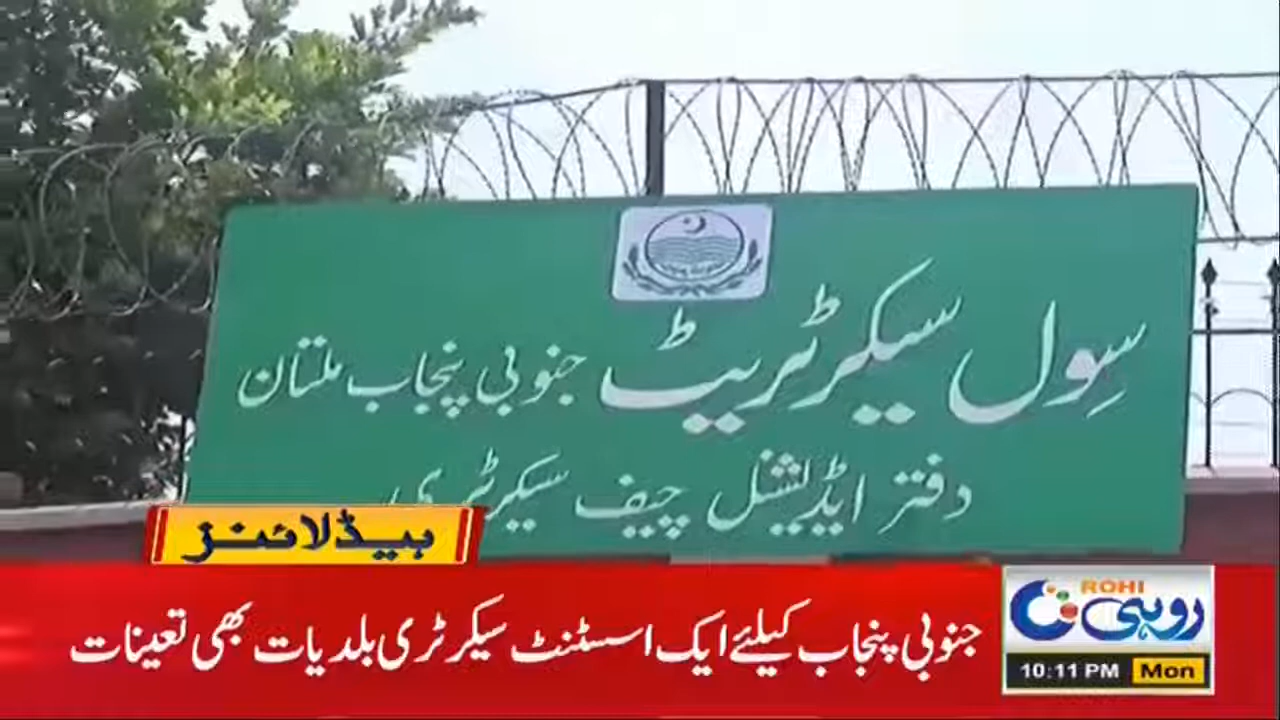 سِول سیکرٹریٹ جنوبی پنجاب ملتان
دفتر ایڈیشنل چیف سیکرٹری
ہیڈلائنز
جنوبی پنجاب کیلئے ایک اسسٹنٹ سیکرٹری بلدیات بھی تعینات
ROHI
روہی
10:11 PM Mon